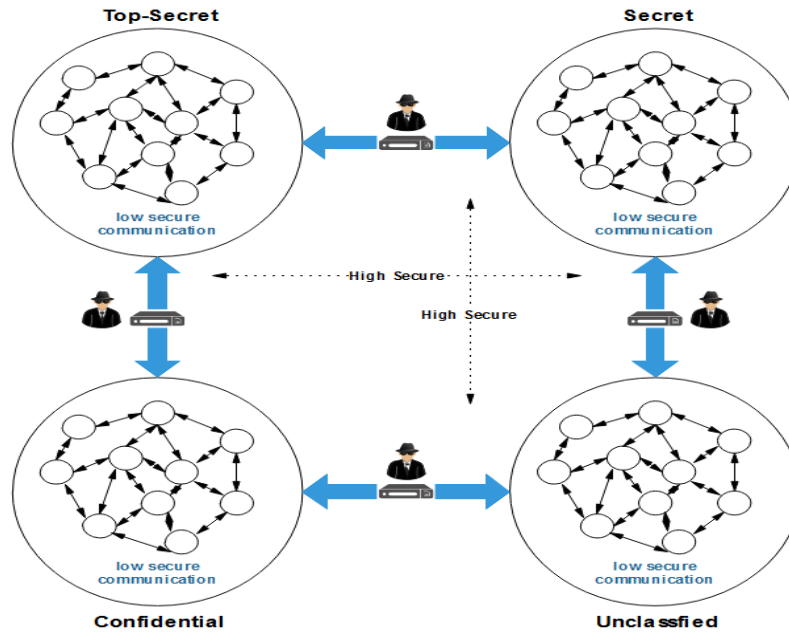 Top-Secret
Secret
low secure
communication
low secure
communication
High Secure
High Secure
low secure
communication
low secure
communication
Confidential
Unclassfied